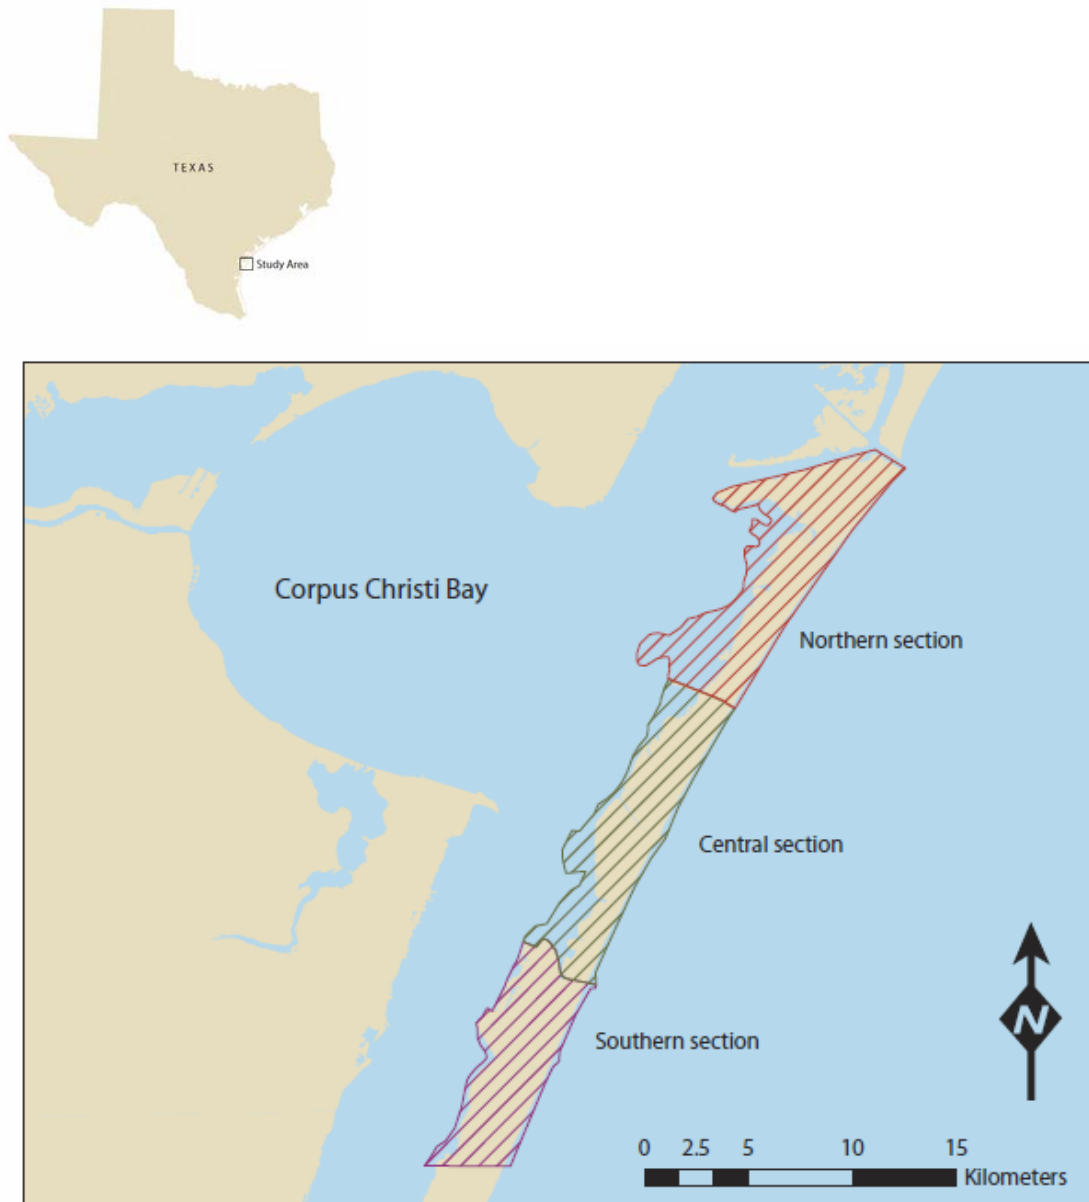 TEXAS
Study Area
Corpus Christi Bay
Northern section
Central section
Southern section
N
0 2.5 5 10 15
Kilometers